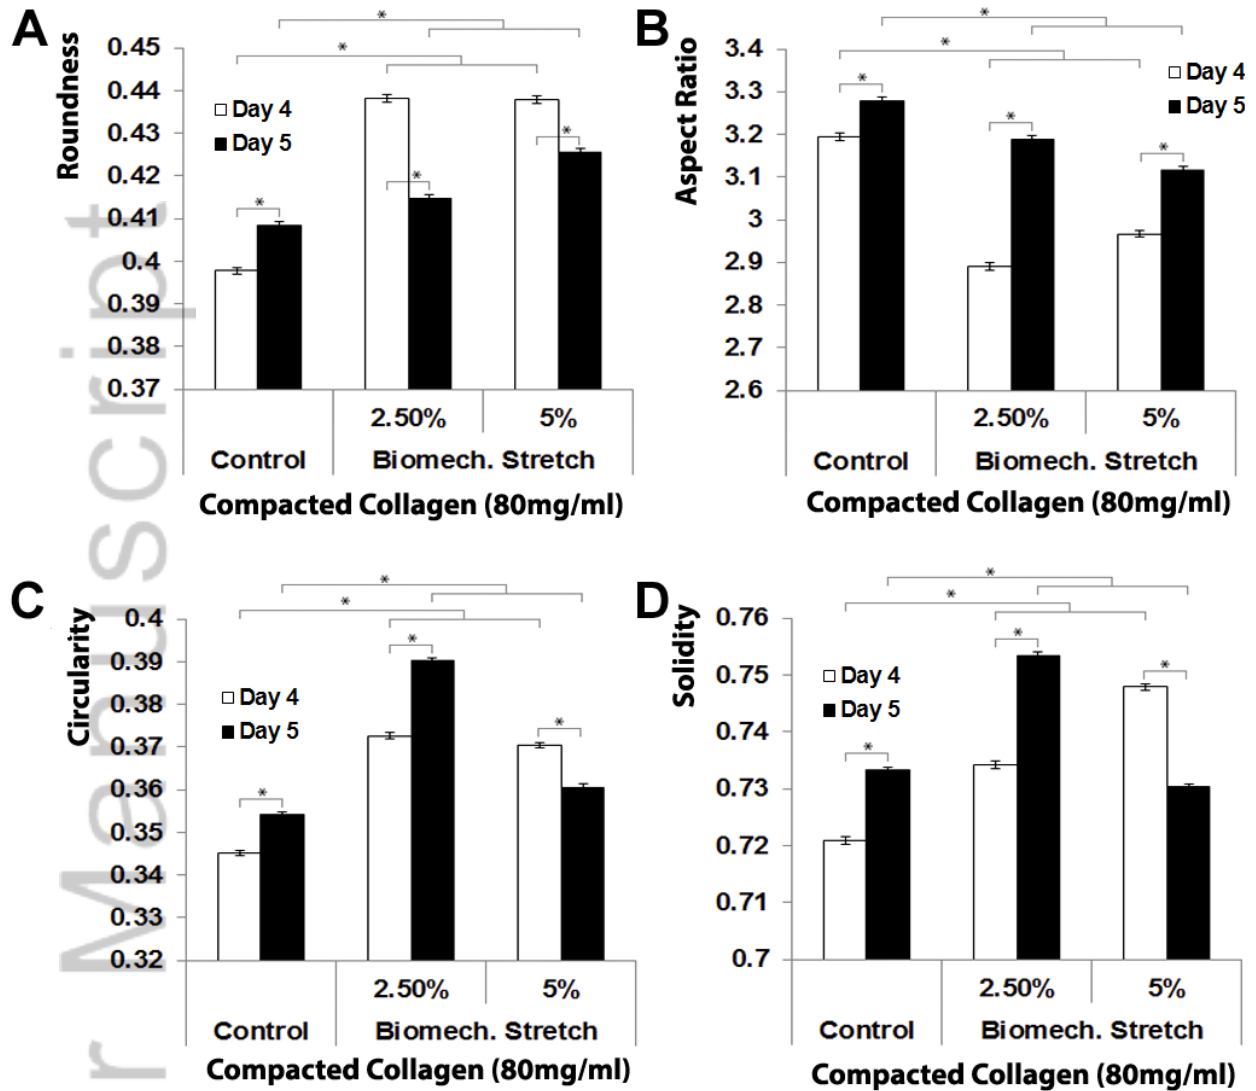 A
Roundness
*
*
0.45
0.44
0.43
0.42
0.41
0.4
0.39
0.38
0.37
Day 4
Day 5
*
*
*
2.50% 5%
Control Biomech. Stretch
Compacted Collagen (80mg/ml)
B
Aspect Ratio
*
*
3.4
3.3
3.2
3.1
3
2.9
2.8
2.7
2.6
Day 4
Day 5
*
*
*
2.50% 5%
Control Biomech. Stretch
Compacted Collagen (80mg/ml)
C
Circularity
*
*
0.4
0.39
0.38
0.37
0.36
0.35
0.34
0.33
0.32
Day 4
Day 5
*
*
*
2.50% 5%
Control Biomech. Stretch
Compacted Collagen (80mg/ml)
D
Solidity
*
*
0.76
0.75
0.74
0.73
0.72
0.71
0.7
Day 4
Day 5
*
*
*
2.50% 5%
Control Biomech. Stretch
Compacted Collagen (80mg/ml)
r Manuscript